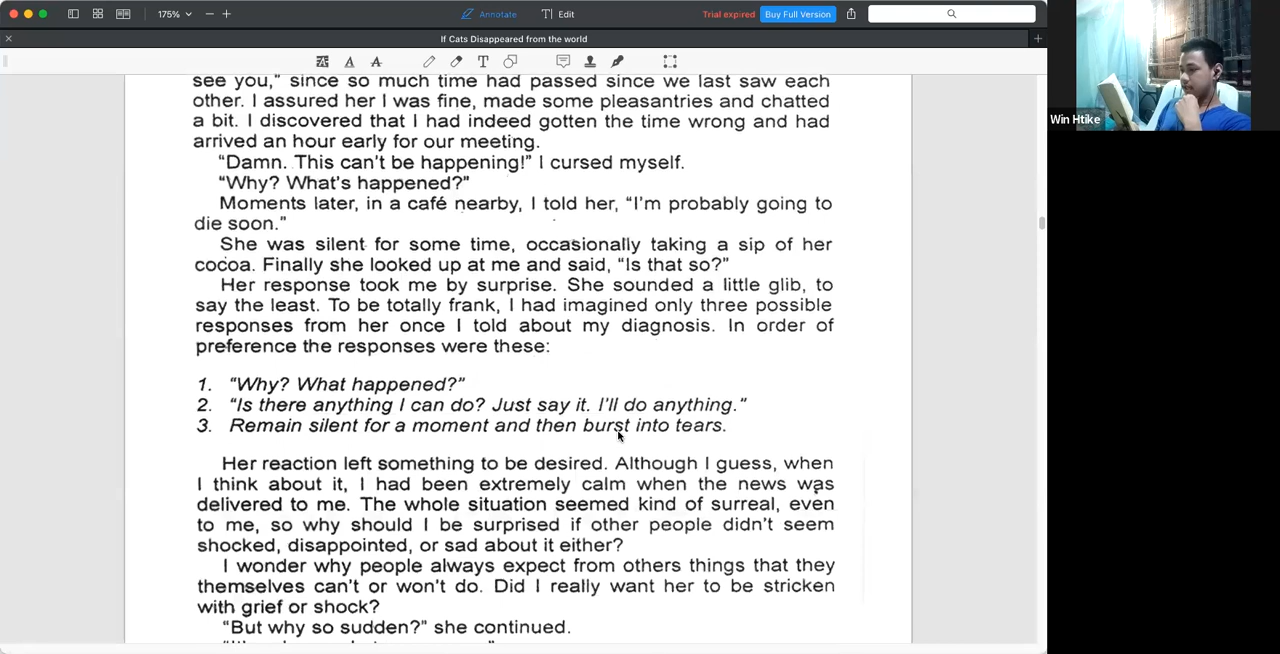 175%
Annotate
Edit
Trial expired
Buy Full Version
If Cats Disappeared from the world
see you," since so much time had passed since we last saw each
other. I assured her I was fine, made some pleasantries and chatted
a bit. I discovered that I had indeed gotten the time wrong and had
arrived an hour early for our meeting.
"Damn. This can't be happening!" I cursed myself.
"Why? What's happened?"
Moments later, in a café nearby, I told her, "I'm probably going to
die soon."
She was silent for some time, occasionally taking a sip of her
cocoa. Finally she looked up at me and said, "Is that so?"
Her response took me by surprise. She sounded a little glib, to
say the least. To be totally frank, I had imagined only three possible
responses from her once I told about my diagnosis. In order of
preference the responses were these:
1. "Why? What happened?"
2. "Is there anything I can do? Just say it. I'll do anything."
3. Remain silent for a moment and then burst into tears.
Her reaction left something to be desired. Although I guess, when
I think about it, I had been extremely calm when the news was
delivered to me. The whole situation seemed kind of surreal, even
to me, so why should I be surprised if other people didn't seem
shocked, disappointed, or sad about it either?
I wonder why people always expect from others things that they
themselves can't or won't do. Did I really want her to be stricken
with grief or shock?
"But why so sudden?" she continued.
Win Htike